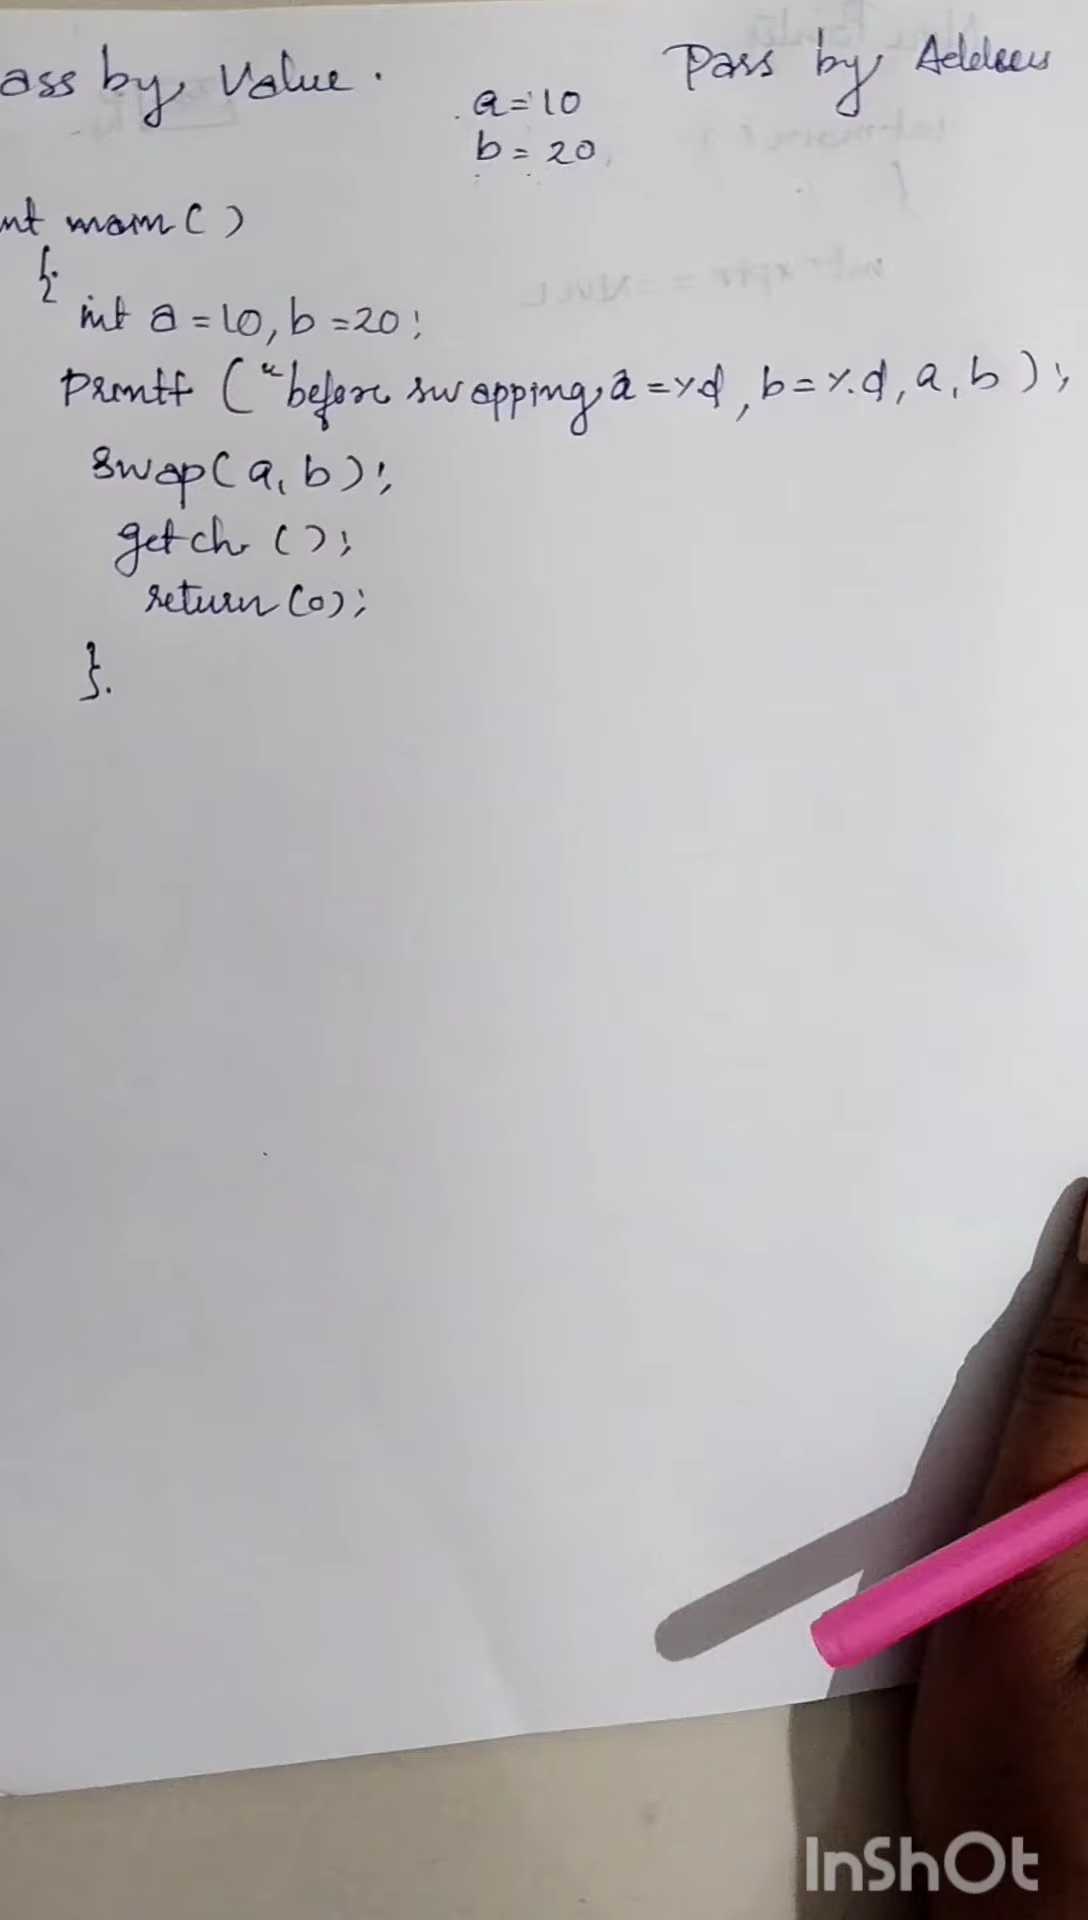 ass by Value. Pass by Address
a=10
b=20
nt main()
{
int a=10, b=20;
Printf ("before swapping, a=%d, b=%d, a, b);
swap(a, b);
getch ();
return(0);
}.
InShOt